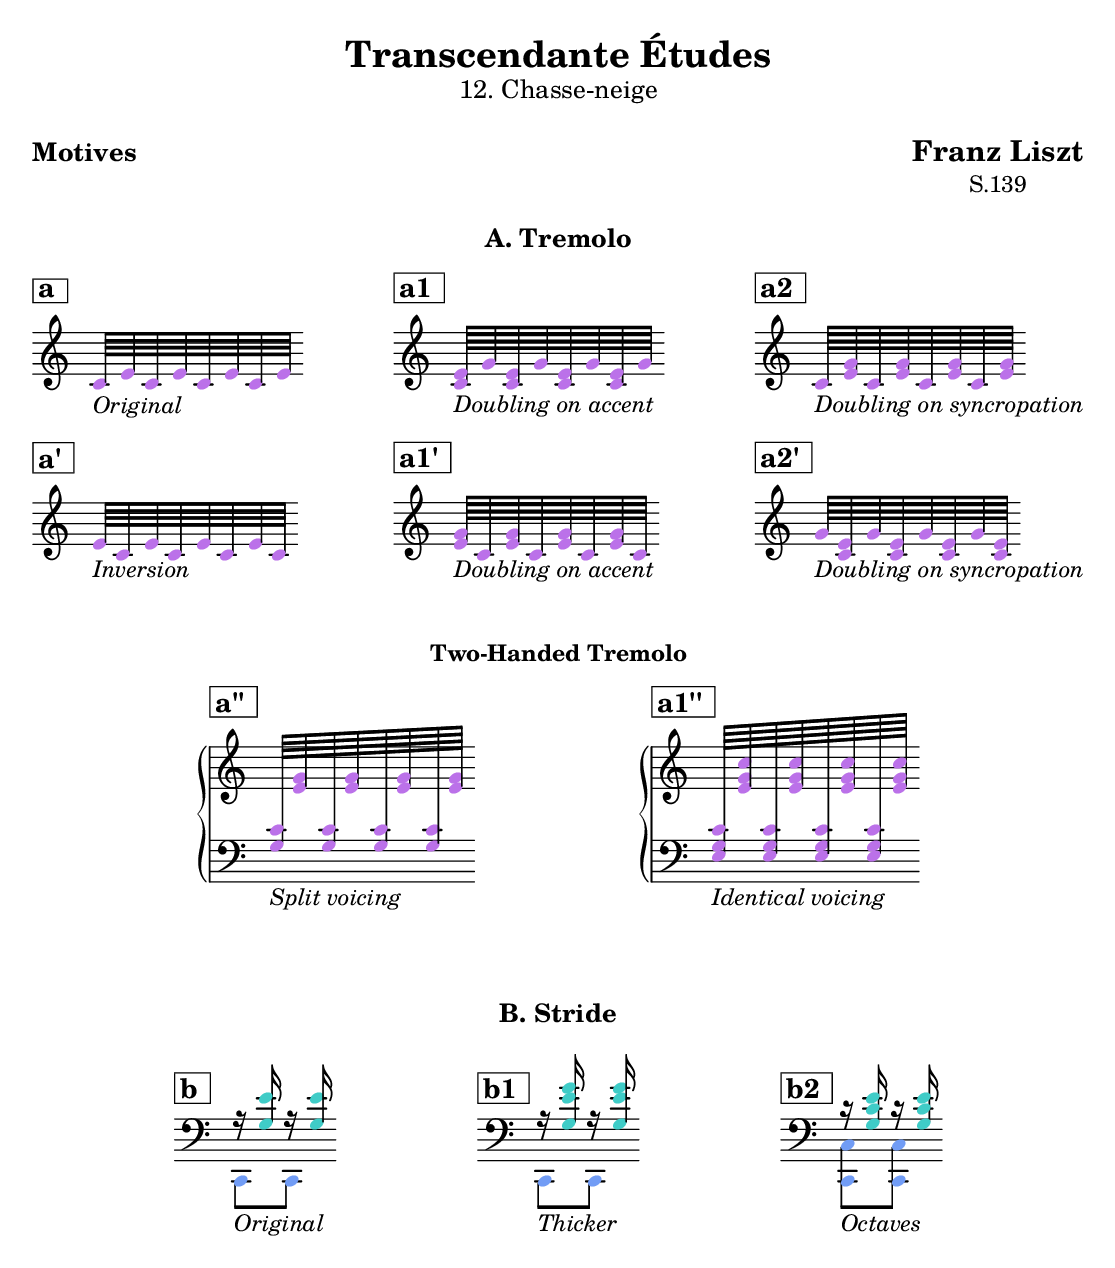 Transcendante Études
12. Chasse-neige
Motives
Franz Liszt
S.139
A. Tremolo
a
a1
a2
Original
Doubling on accent
Doubling on syncropation
a'
a1'
a2'
Inversion
Doubling on accent
Doubling on syncropation
Two-Handed Tremolo
a"
a1"
Split voicing
Identical voicing
B. Stride
b
b1
b2
Original
Thicker
Octaves